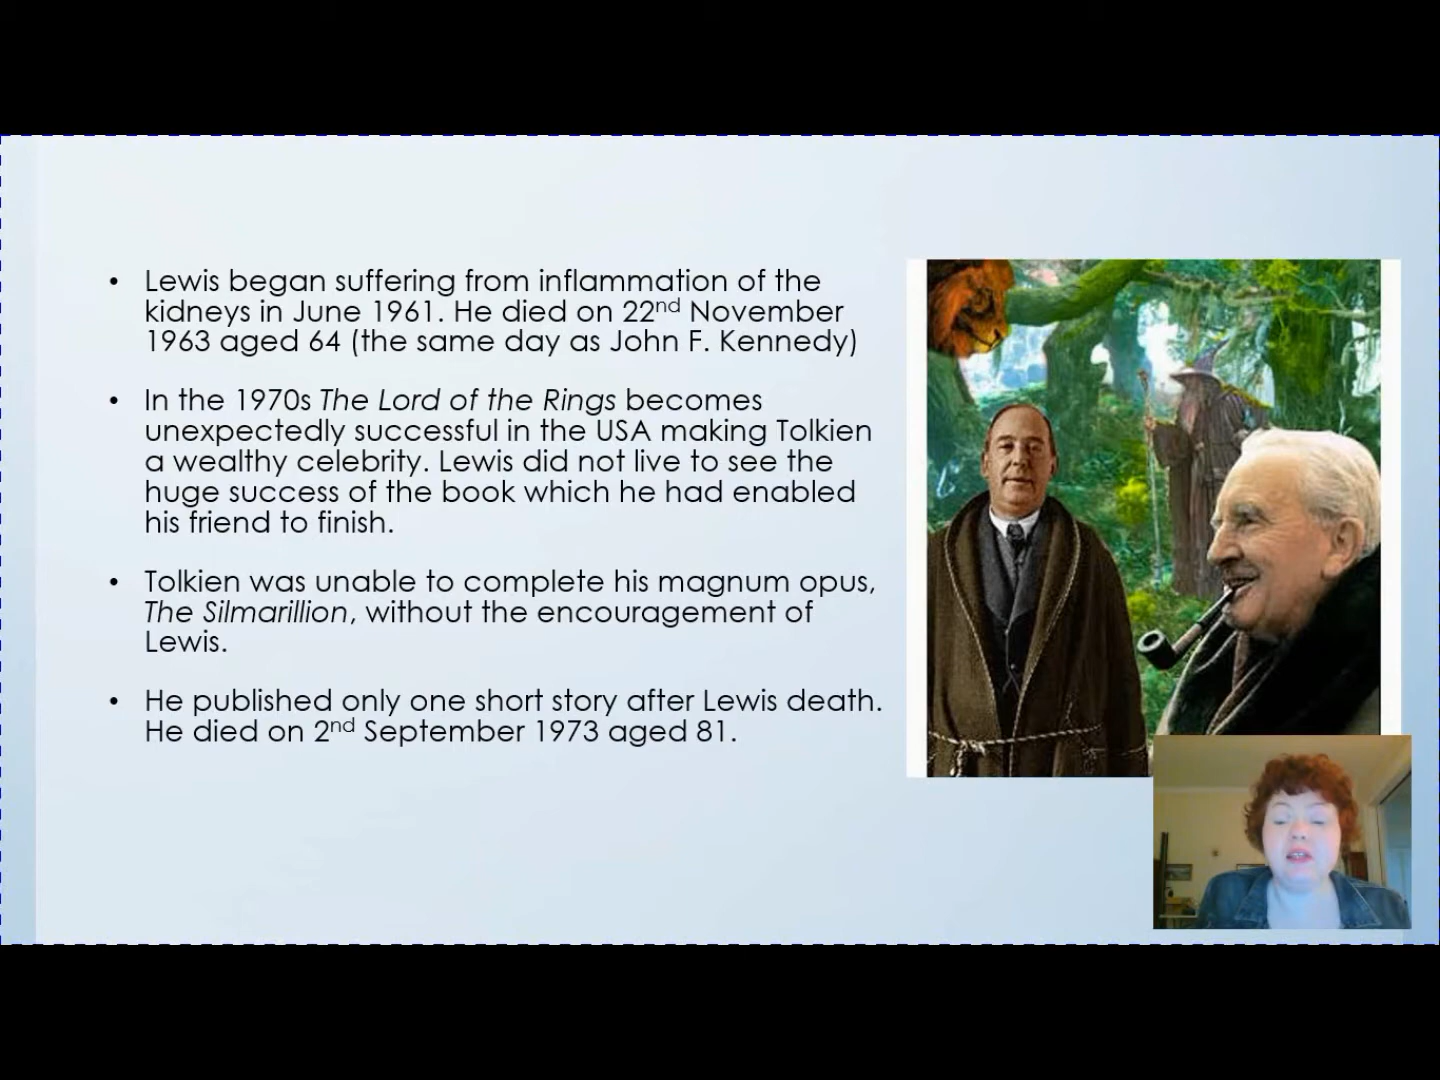 • Lewis began suffering from inflammation of the
kidneys in June 1961. He died on 22nd November
1963 aged 64 (the same day as John F. Kennedy)
• In the 1970s The Lord of the Rings becomes
unexpectedly successful in the USA making Tolkien
a wealthy celebrity. Lewis did not live to see the
huge success of the book which he had enabled
his friend to finish.
• Tolkien was unable to complete his magnum opus,
The Silmarillion, without the encouragement of
Lewis.
• He published only one short story after Lewis death.
He died on 2nd September 1973 aged 81.